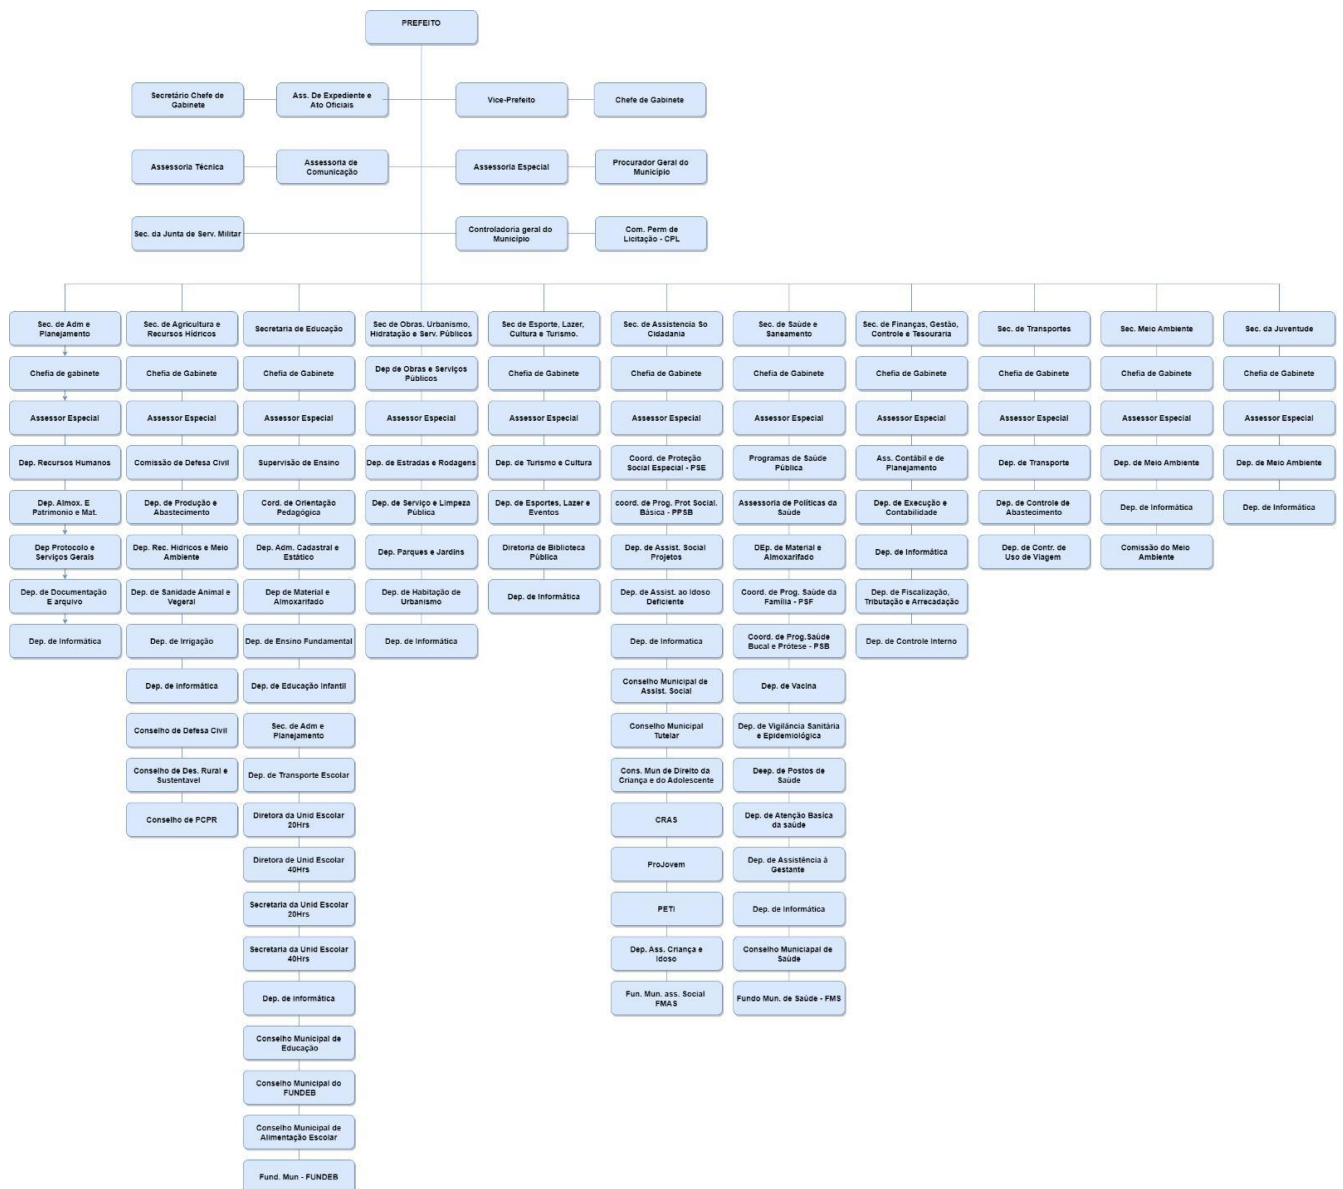 PREFEITO
Secretário Chefe de
Gabinete
Ass. De Expediente e
Ato Oficiais
Vice-Prefeito
Chefe de Gabinete
Assessoria Técnica
Assessoria de
Comunicação
Assessoria Especial
Procurador Geral do
Município
Sec. da Junta de Serv. Militar
Controladoria geral do
Município
Com. Perm de
Licitação - CPL
Sec. de Adm e
Planejamento
Chefia de gabinete
Assessor Especial
Dep. Recursos Humanos
Dep. Almox. E
Patrimonio e Mat.
Dep Protocolo e
Serviços Gerais
Dep. de Documentação
E arquivo
Dep. de Informática
Sec. de Agricultura e
Recursos Hídricos
Chefia de Gabinete
Assessor Especial
Comissão de Defesa Civil
Dep. de Produção e
Abastecimento
Dep. Rec. Hídricos e Meio
Ambiente
Dep. de Sanidade Animal e
Vegeral
Dep. de Irrigação
Dep. de informática
Conselho de Defesa Civil
Conselho de Des. Rural e
Sustentavel
Conselho de PCPR
Secretaria de Educação
Chefia de Gabinete
Assessor Especial
Supervisão de Ensino
Cord. de Orientação
Pedagógica
Dep. Adm. Cadastral e
Estático
Dep de Material e
Almoxarifado
Dep. de Ensino Fundamental
Dep. de Educação Infantil
Sec. de Adm e
Planejamento
Dep. de Transporte Escolar
Diretora da Unid Escolar
20Hrs
Diretora de Unid Escolar
40Hrs
Secretaria da Unid Escolar
20Hrs
Secretaria da Unid Escolar
40Hrs
Dep. de informática
Conselho Municipal de
Educação
Conselho Municipal do
FUNDEB
Conselho Municipal de
Alimentação Escolar
Fund. Mun - FUNDEB
Sec de Obras. Urbanismo,
Hidratação e Serv. Públicos
Dep de Obras e Serviços
Públicos
Assessor Especial
Dep. de Estradas e Rodagens
Dep. de Serviço e Limpeza
Pública
Dep. Parques e Jardins
Dep. de Habitação de
Urbanismo
Dep. de Informática
Sec de Esporte, Lazer,
Cultura e Turismo.
Chefia de Gabinete
Assessor Especial
Dep. de Turismo e Cultura
Dep. de Esportes, Lazer e
Eventos
Diretoria de Biblioteca
Pública
Dep. de Informática
Sec. de Assistencia So
Cidadania
Chefia de Gabinete
Assessor Especial
Coord. de Proteção
Social Especial - PSE
coord. de Prog. Prot Social.
Básica - PPSB
Dep. de Assist. Social
Projetos
Dep. de Assist. ao Idoso
Deficiente
Dep. de Informatica
Conselho Municipal de
Assist. Social
Conselho Municipal
Tutelar
Cons. Mun de Direito da
Criança e do Adolescente
CRAS
ProJovem
PETI
Dep. Ass. Criança e
Idoso
Fun. Mun. ass. Social
FMAS
Sec. de Saúde e
Saneamento
Chefia de Gabinete
Assessor Especial
Programas de Saúde
Pública
Assessoria de Políticas da
Saúde
DEp. de Material e
Almoxarifado
Coord. de Prog. Saúde da
Família - PSF
Coord. de Prog.Saúde
Bucal e Prótese - PSB
Dep. de Vacina
Dep. de Vigilância Sanitária
e Epidemiológica
Deep. de Postos de
Saúde
Dep. de Atenção Basíca
da saúde
Dep. de Assistência à
Gestante
Dep. de Informática
Conselho Municiapal de
Saúde
Fundo Mun. de Saúde - FMS
Sec. de Finanças, Gestão,
Controle e Tesouraria
Chefia de Gabinete
Assessor Especial
Ass. Contábil e de
Planejamento
Dep. de Execução e
Contabilidade
Dep. de Informática
Dep. de Fiscalização,
Tributação e Arrecadação
Dep. de Controle Interno
Sec. de Transportes
Chefia de Gabinete
Assessor Especial
Dep. de Transporte
Dep. de Controle de
Abastecimento
Dep. de Contr. de
Uso de Viagem
Sec. Meio Ambiente
Chefia de Gabinete
Assessor Especial
Dep. de Meio Ambiente
Dep. de Informática
Comissão do Meio
Ambiente
Sec. da Juventude
Chefia de Gabinete
Assessor Especial
Dep. de Meio Ambiente
Dep. de Informática